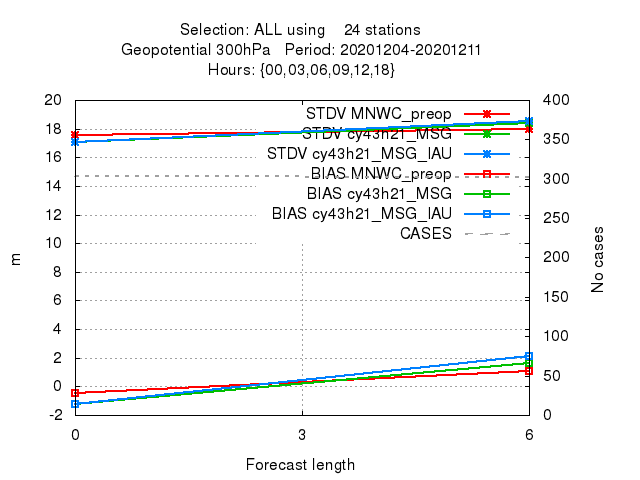 Selection: ALL using 24 stations
Geopotential 300hPa Period: 20201204-20201211
Hours: {00,03,06,09,12,18}
20
18
16
14
12
10
8
6
4
2
0
-2
m
STDV MNWC_preop
STDV cy43h21_MSG
STDV cy43h21_MSG_IAU
BIAS MNWC_preop
BIAS cy43h21_MSG
BIAS cy43h21_MSG_IAU
CASES
400
350
300
250
200
150
100
50
0
No cases
0 3 6
Forecast length